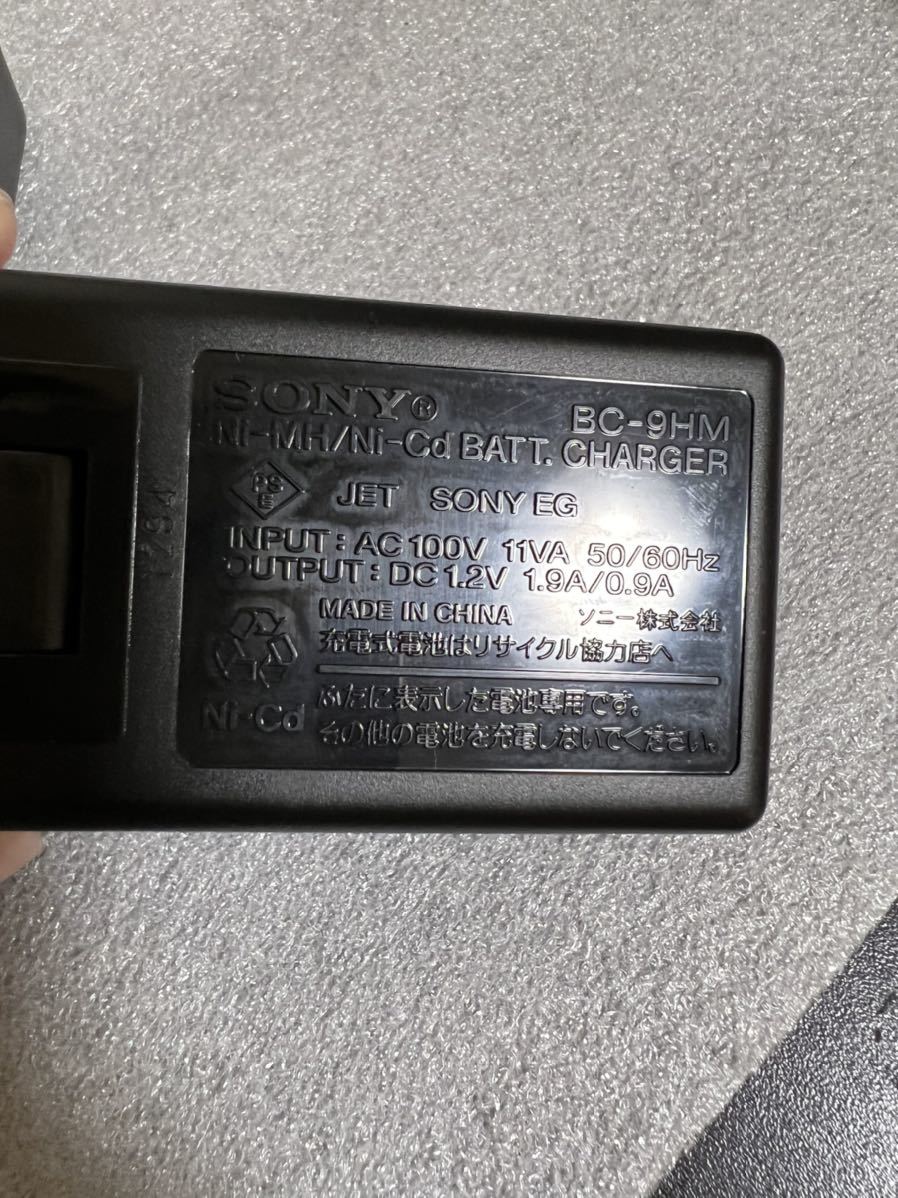 SONY® BC-9HM
Ni-MH/Ni-Cd BATT. CHARGER
PS E JET SONY EG
INPUT : AC 100V 11VA 50/60Hz
OUTPUT : DC 1.2V 1.9A/0.9A
MADE IN CHINA ソニー株式会社
充電式電池はリサイクル協力店へ
Ni-Cd
ふたに表示した電池専用です。
台の他の電池を充電しないでください。